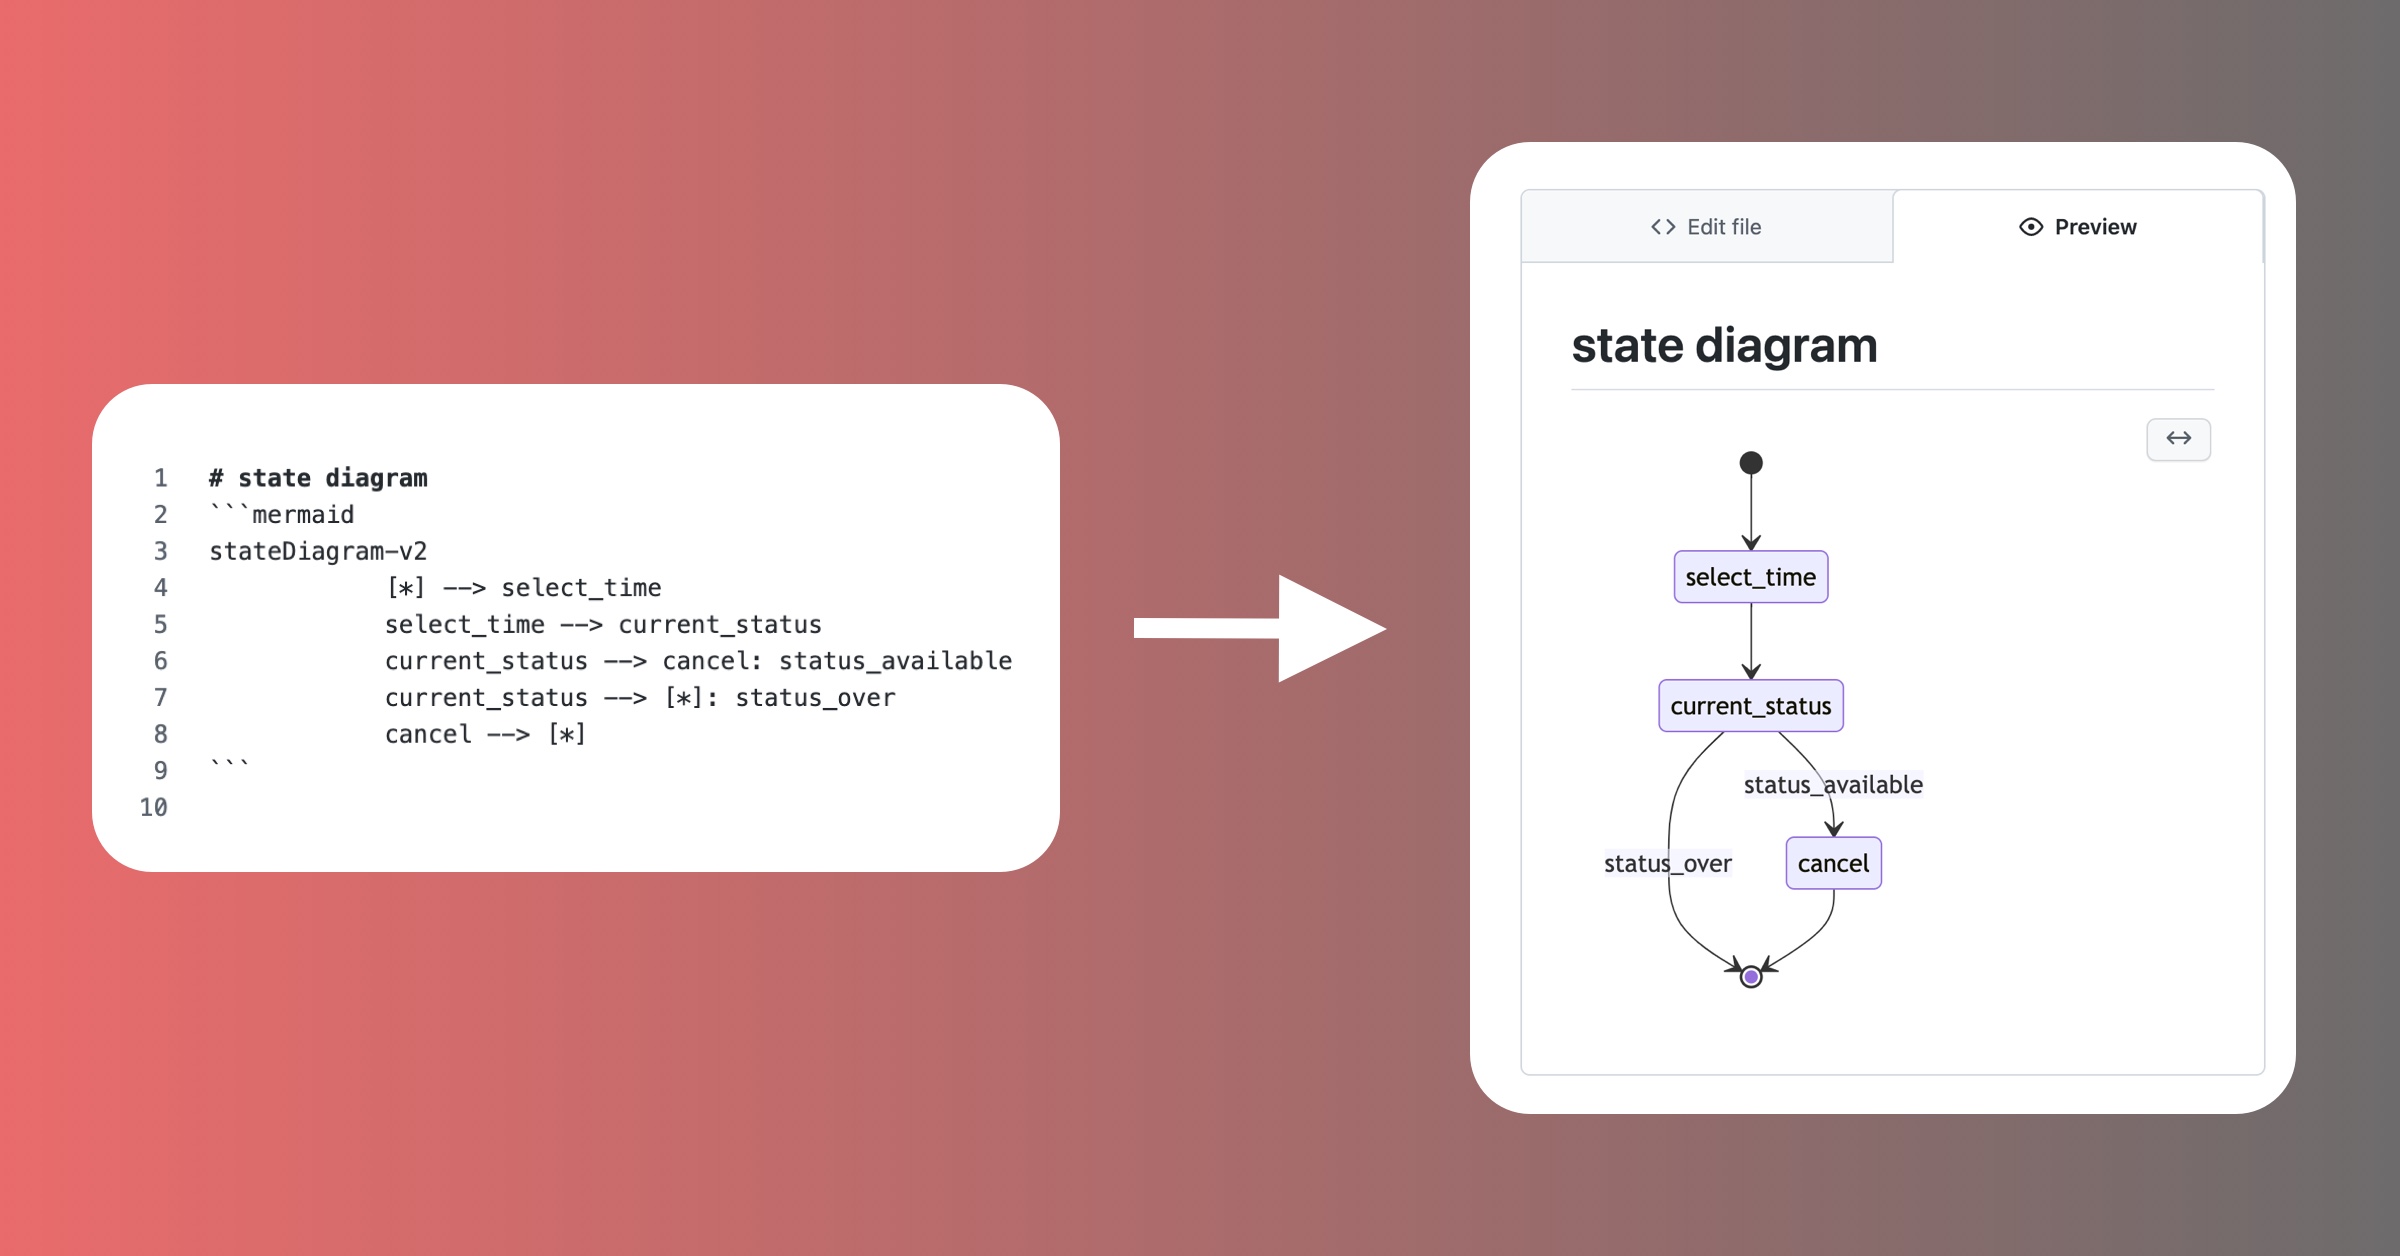 1 # state diagram
2 ```mermaid
3 stateDiagram-v2
4 [*] --> select_time
5 select_time --> current_status
6 current_status --> cancel: status_available
7 current_status --> [*]: status_over
8 cancel --> [*]
9 ```
10
Edit file
Preview
state diagram
select_time
current_status
status_available
status_over
cancel